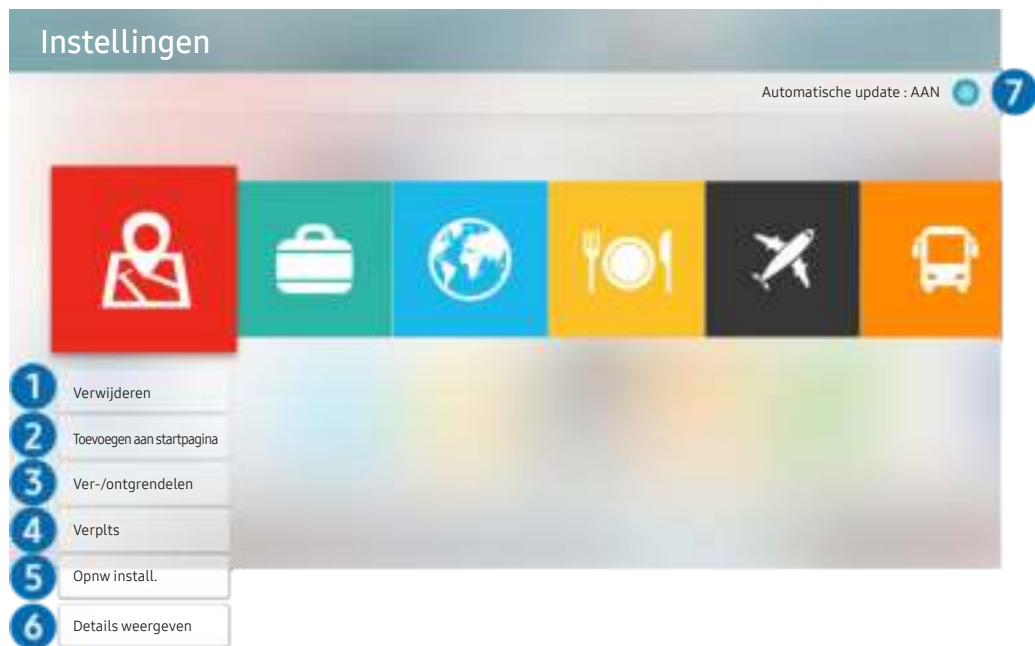 Instellingen
Automatische update : AAN 7
1 Verwijderen
2 Toevoegen aan startpagina
3 Ver-/ontgrendelen
4 Verplts
5 Opnw install.
6 Details weergeven